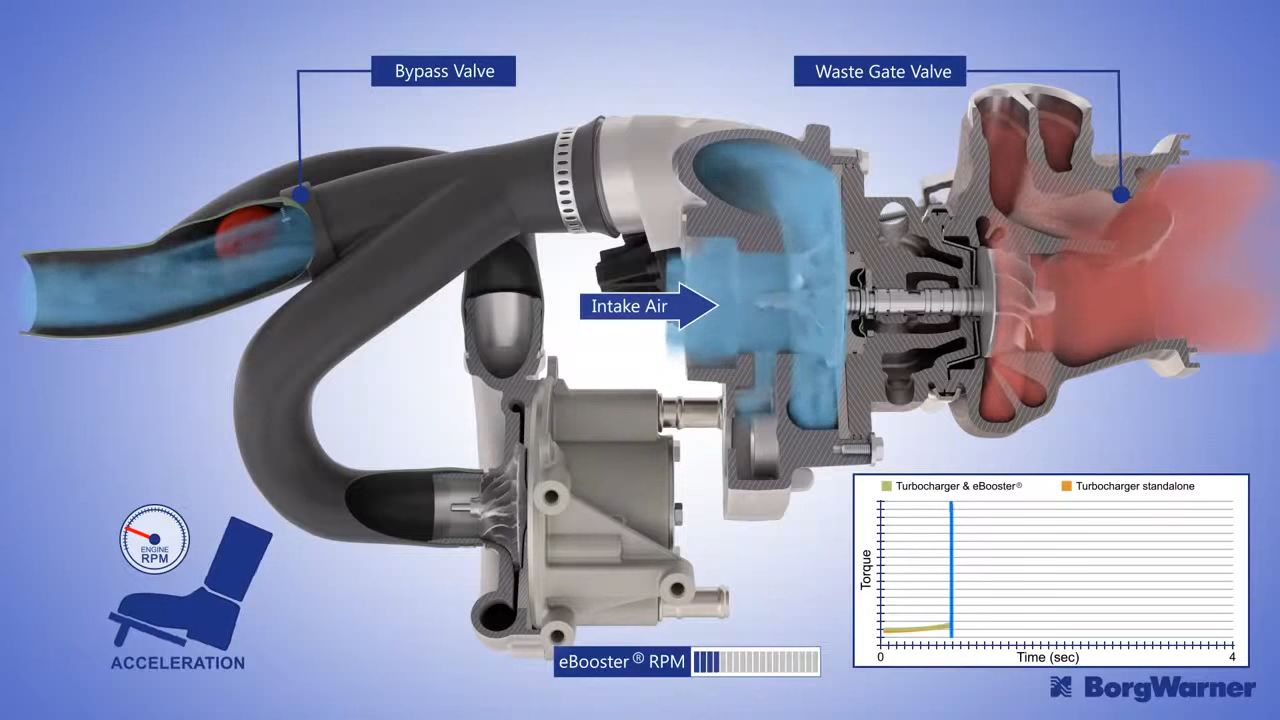 Bypass Valve
Waste Gate Valve
Intake Air
Turbocharger & eBooster®
Turbocharger standalone
Torque
0
Time (sec)
4
ENGINE
RPM
ACCELERATION
eBooster® RPM
BorgWarner